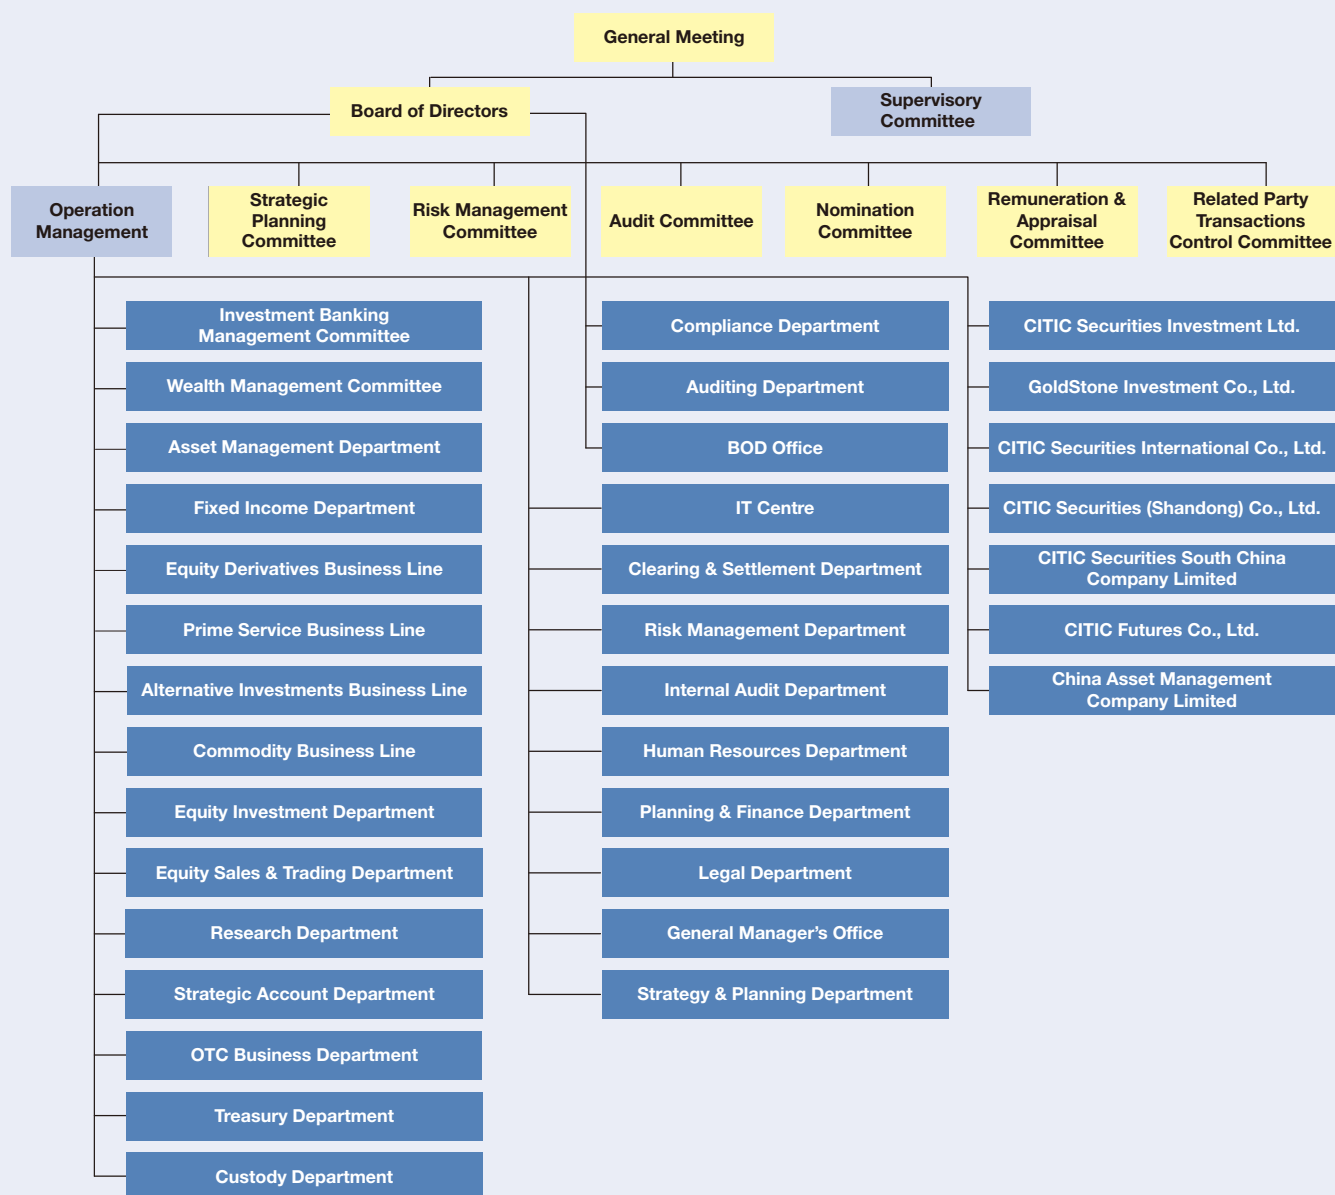 General Meeting
Board of Directors
Supervisory
Committee
Operation
Management
Strategic
Planning
Committee
Risk Management
Committee
Audit Committee
Nomination
Committee
Remuneration &
Appraisal
Committee
Related Party
Transactions
Control Committee
Investment Banking
Management Committee
Wealth Management Committee
Asset Management Department
Fixed Income Department
Equity Derivatives Business Line
Prime Service Business Line
Alternative Investments Business Line
Commodity Business Line
Equity Investment Department
Equity Sales & Trading Department
Research Department
Strategic Account Department
OTC Business Department
Treasury Department
Custody Department
Compliance Department
Auditing Department
BOD Office
IT Centre
Clearing & Settlement Department
Risk Management Department
Internal Audit Department
Human Resources Department
Planning & Finance Department
Legal Department
General Manager's Office
Strategy & Planning Department
CITIC Securities Investment Ltd.
GoldStone Investment Co., Ltd.
CITIC Securities International Co., Ltd.
CITIC Securities (Shandong) Co., Ltd.
CITIC Securities South China
Company Limited
CITIC Futures Co., Ltd.
China Asset Management
Company Limited